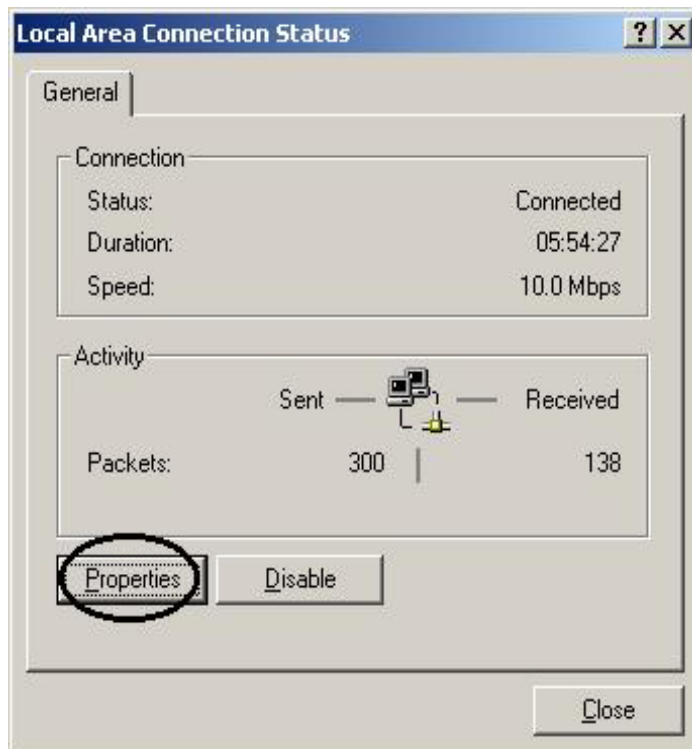 Local Area Connection Status
General
Connection
Status: Connected
Duration: 05:54:27
Speed: 10.0 Mbps
Activity
Sent Received
Packets: 300 138
Properties Disable
Close